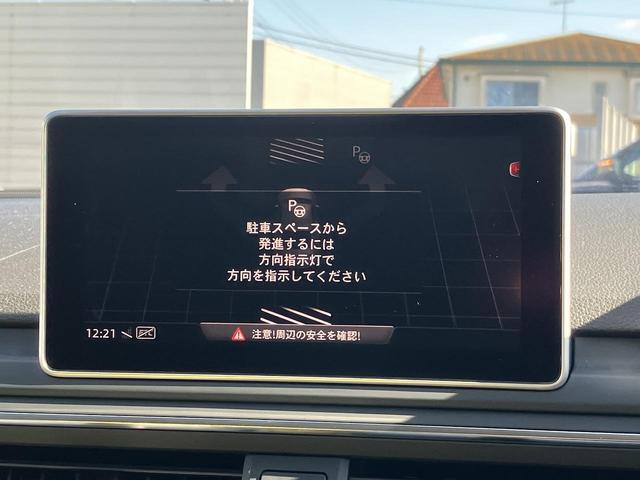 P
P
駐車スペースから
発進するには
方向指示灯で
方向を指示してください
12:21
注意!周辺の安全を確認!